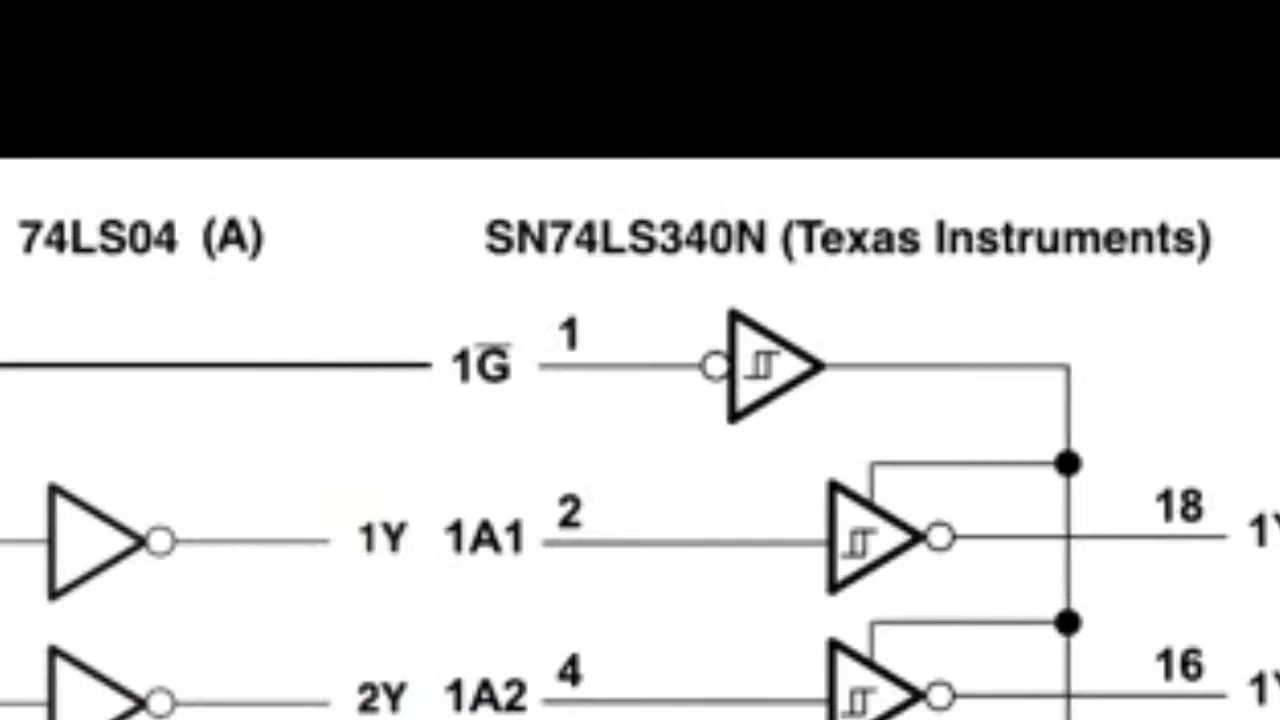 74LS04 (A) SN74LS340N (Texas Instruments)
1G̅ 1
1Y 1A1 2 18
2Y 1A2 4 16